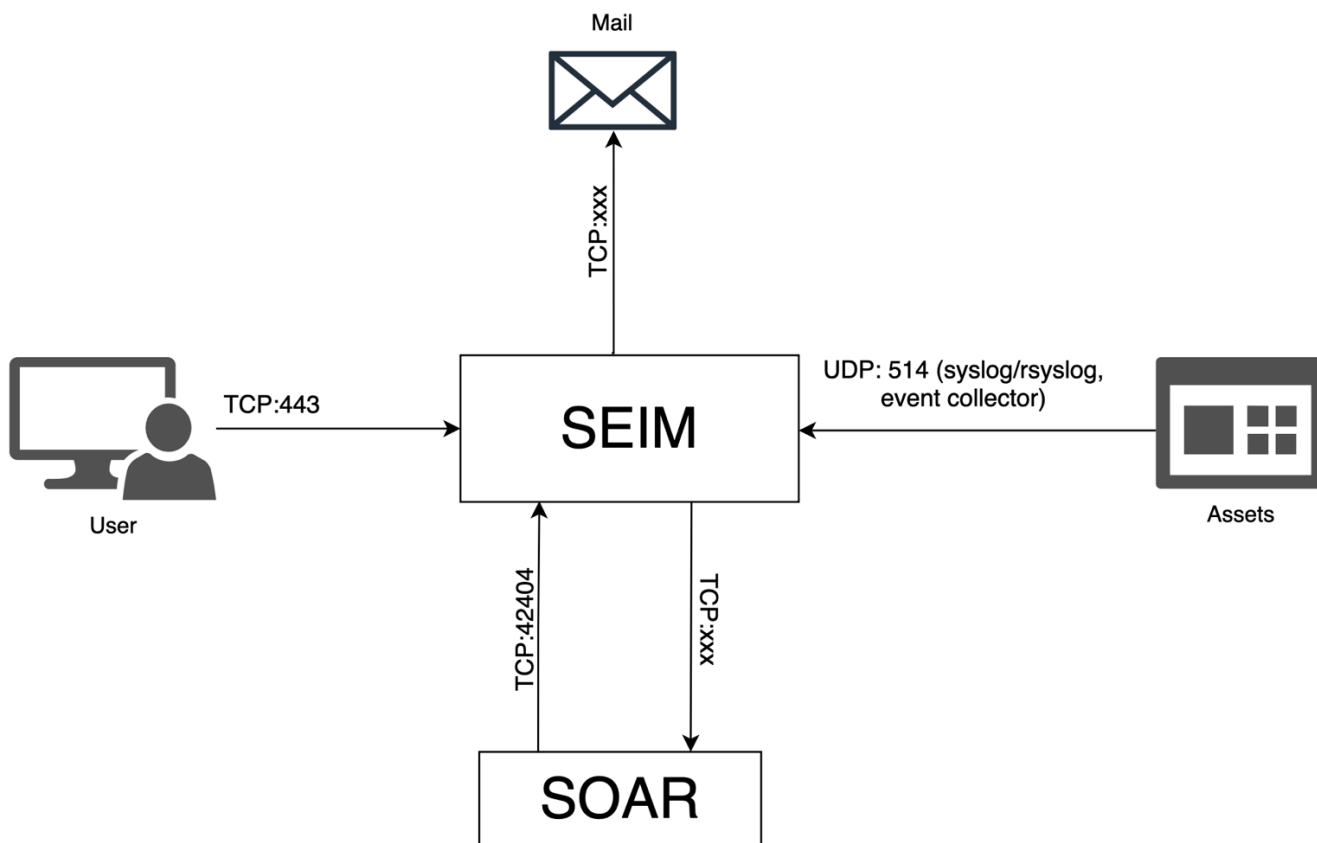 Mail
TCP:xxx
TCP:443
SEIM
UDP: 514 (syslog/rsyslog,
event collector)
User
Assets
TCP:42404
TCP:xxx
SOAR